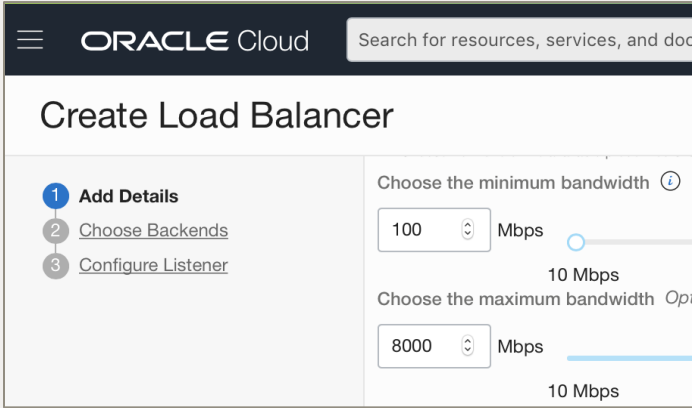 ORACLE Cloud
Search for resources, services, and doc
Create Load Balancer
1 Add Details
2 Choose Backends
3 Configure Listener
Choose the minimum bandwidth i
100 Mbps
10 Mbps
Choose the maximum bandwidth Opt
8000 Mbps
10 Mbps